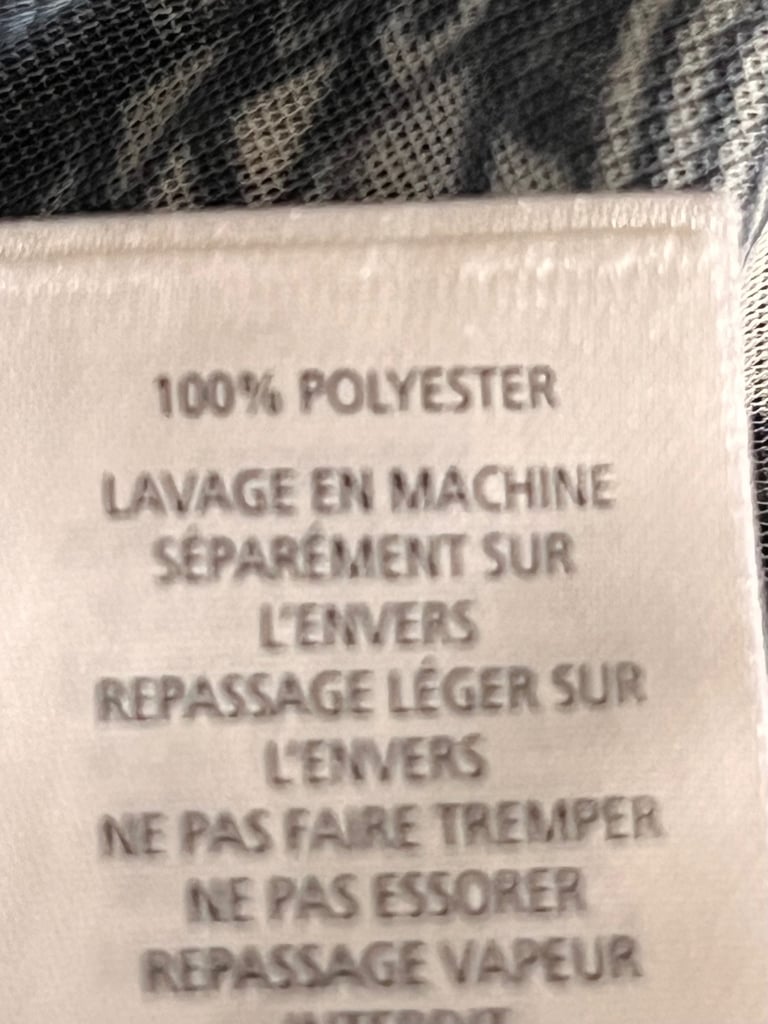 100% POLYESTER
LAVAGE EN MACHINE
SÉPARÉMENT SUR
L'ENVERS
REPASSAGE LÉGER SUR
L'ENVERS
NE PAS FAIRE TREMPER
NE PAS ESSORER
REPASSAGE VAPEUR
INTERDIT